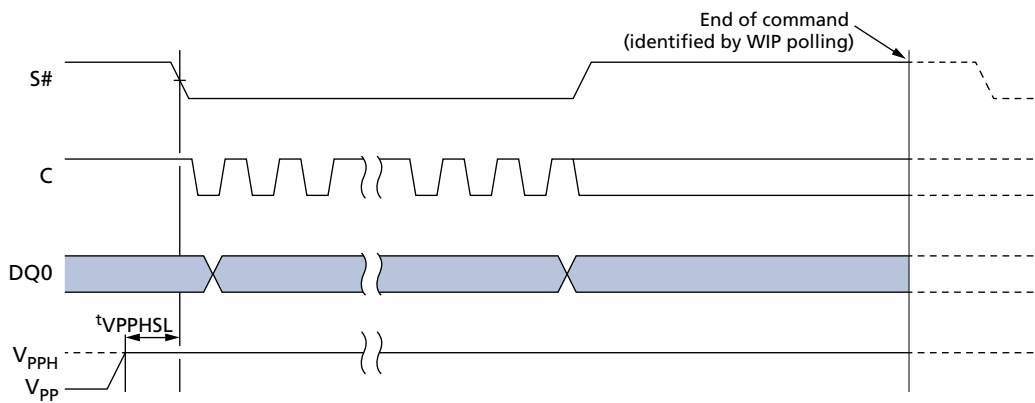 End of command
(identified by WIP polling)
S#
C
DQ0
tVPPHSL
VPPH
VPP